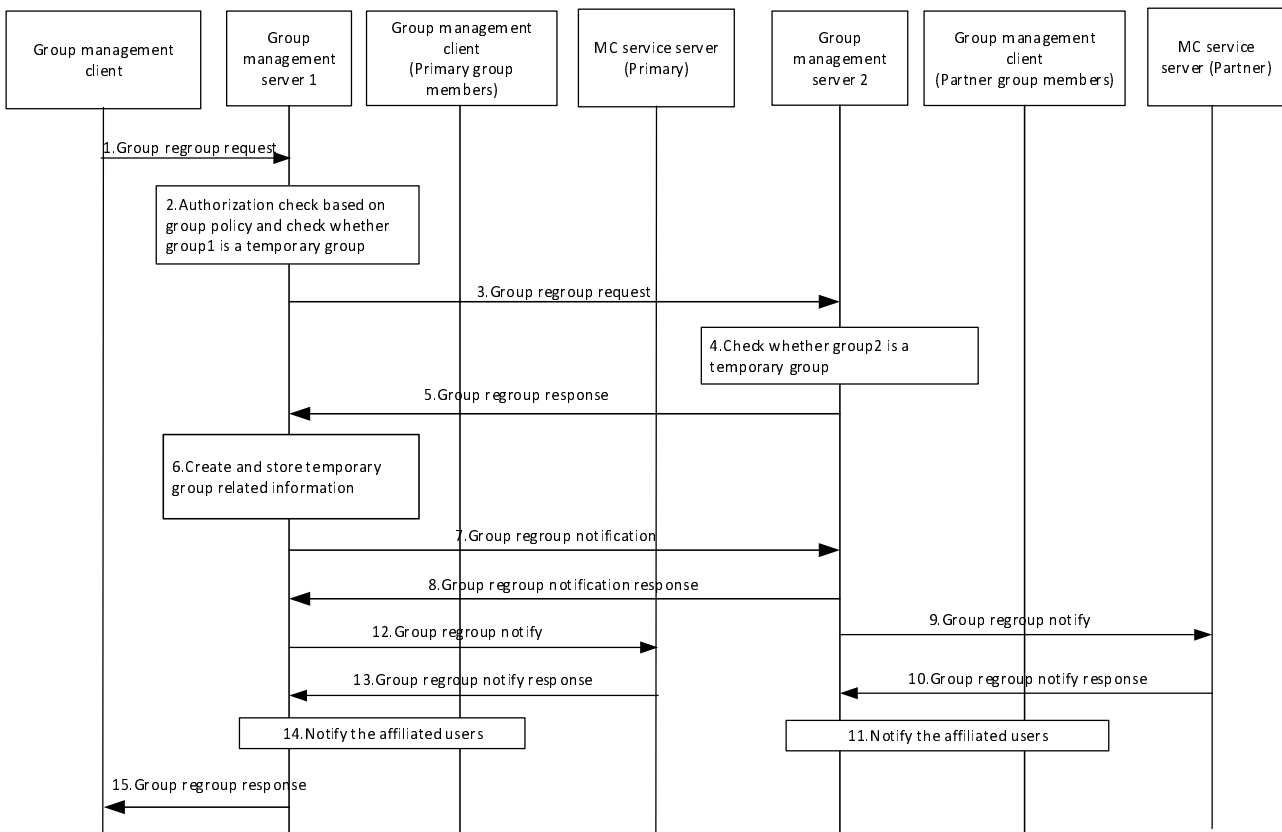 Group management
client
Group
management
server 1
Group management
client
(Primary group
members)
MC service server
(Primary)
Group
management
server 2
Group management
client
(Partner group members)
MC service
server (Partner)
1.Group regroup request
2.Authorization check based on
group policy and check whether
group1 is a temporary group
3.Group regroup request
4.Check whether group2 is a
temporary group
5.Group regroup response
6.Create and store temporary
group related information
7.Group regroup notification
8.Group regroup notification response
9.Group regroup notify
12.Group regroup notify
13.Group regroup notify response
10.Group regroup notify response
14.Notify the affiliated users
11.Notify the affiliated users
15.Group regroup response